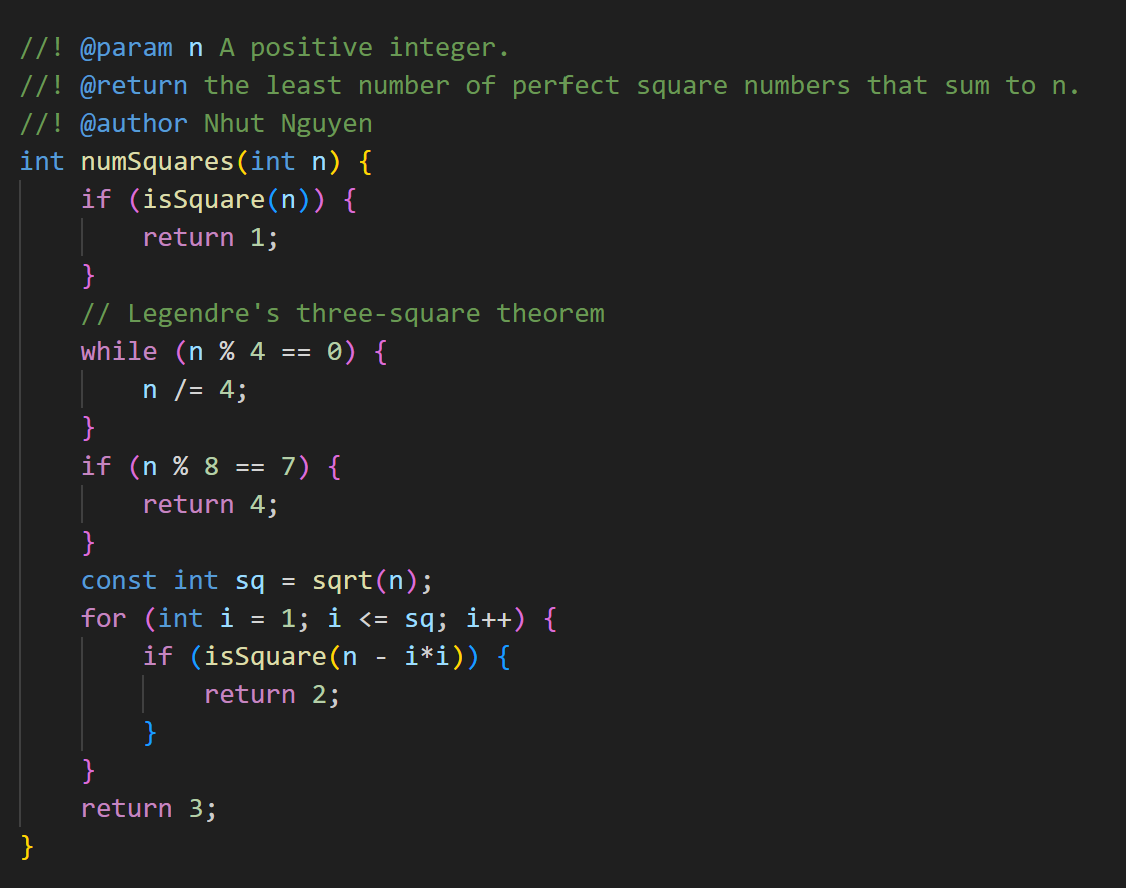 //! @param n A positive integer.
//! @return the least number of perfect square numbers that sum to n.
//! @author Nhut Nguyen
int numSquares(int n) {
    if (isSquare(n)) {
        return 1;
    }
    // Legendre's three-square theorem
    while (n % 4 == 0) {
        n /= 4;
    }
    if (n % 8 == 7) {
        return 4;
    }
    const int sq = sqrt(n);
    for (int i = 1; i <= sq; i++) {
        if (isSquare(n - i*i)) {
            return 2;
        }
    }
    return 3;
}